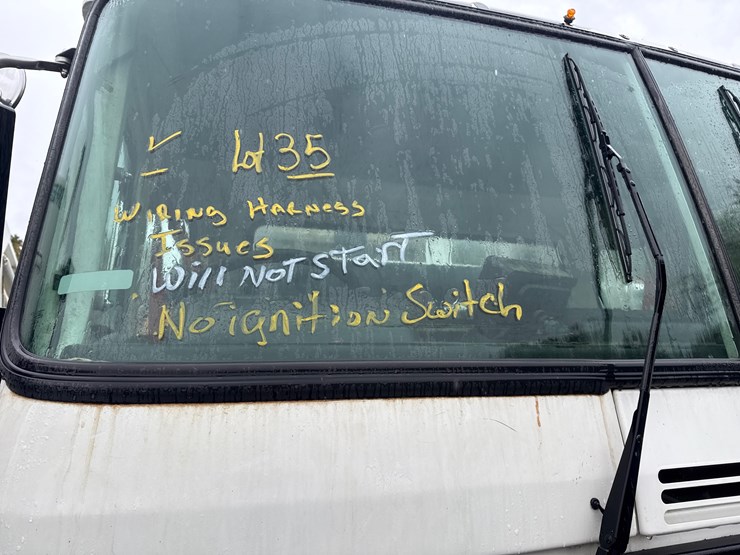 Lot 35
Wiring Harness
Issues
Will Not Start
No ignition Switch